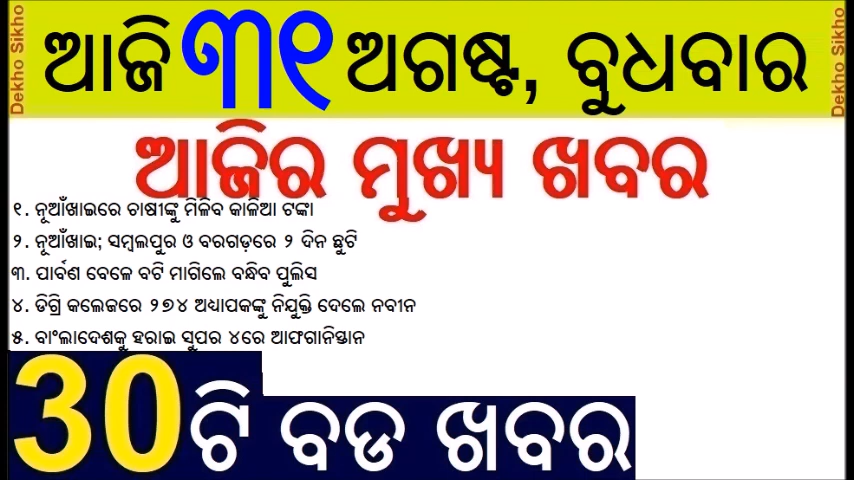 Dekho Sikho
ଆଜି ୩୧ ଅଗଷ୍ଟ, ବୁଧବାର
Dekho Sikho
ଆଜିର ମୁଖ୍ୟ ଖବର
୧. ନୂଆଁଖାଇରେ ଚାଷୀଙ୍କୁ ମିଳିବ କାଳିଆ ଟଙ୍କା
୨. ନୂଆଁଖାଇ; ସମ୍ବଲପୁର ଓ ବରଗଡ଼ରେ ୨ ଦିନ ଛୁଟି
୩. ପାର୍ବଣ ବେଳେ ବଟି ମାଗିଲେ ବାନ୍ଧିବ ପୁଲିସ
୪. ଡିଗ୍ରି କଲେଜରେ ୨୭୪ ଅଧ୍ୟାପକଙ୍କୁ ନିଯୁକ୍ତି ଦେଲେ ନବୀନ
୫. ବାଂଲାଦେଶକୁ ହରାଇ ସୁପର ୪ରେ ଆଫଗାନିସ୍ତାନ
30ଟି ବଡ ଖବର